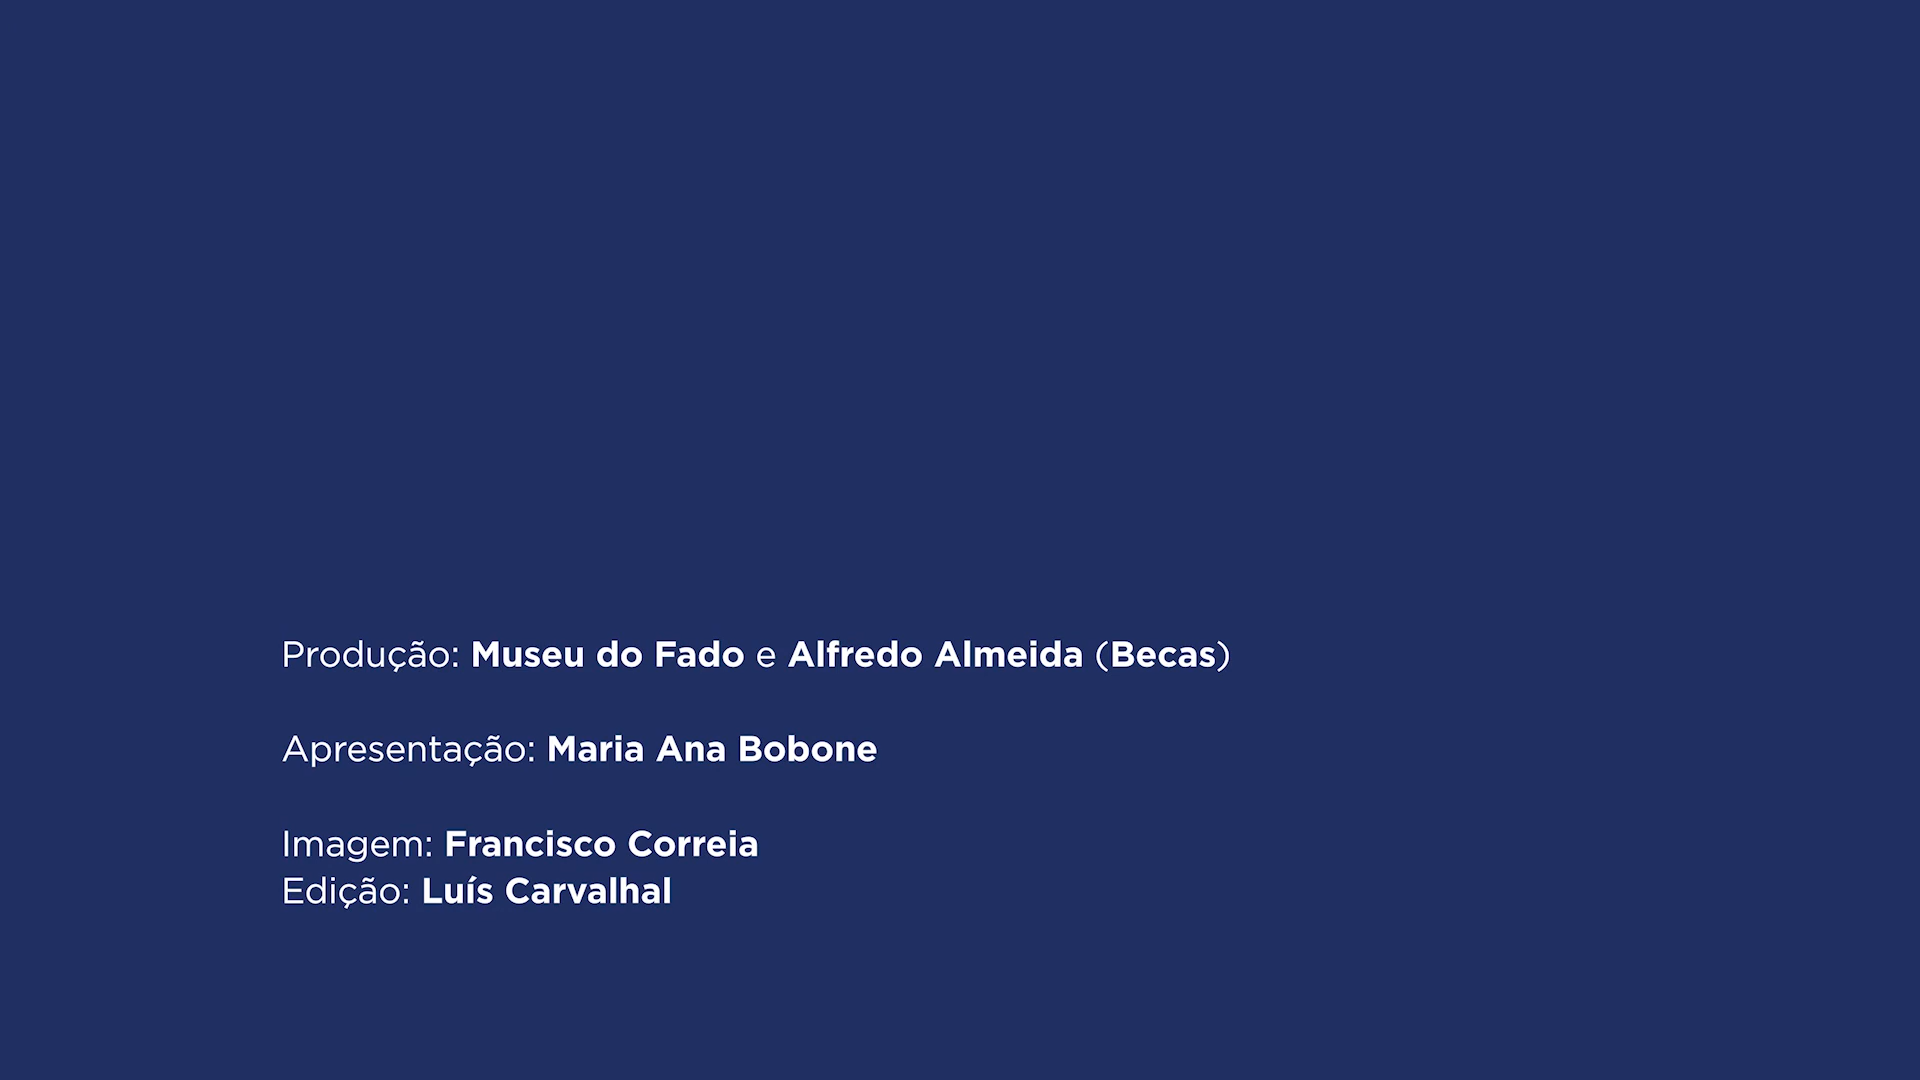 Produção: Museu do Fado e Alfredo Almeida (Becas)
Apresentação: Maria Ana Bobone
Imagem: Francisco Correia
Edição: Luís Carvalhal